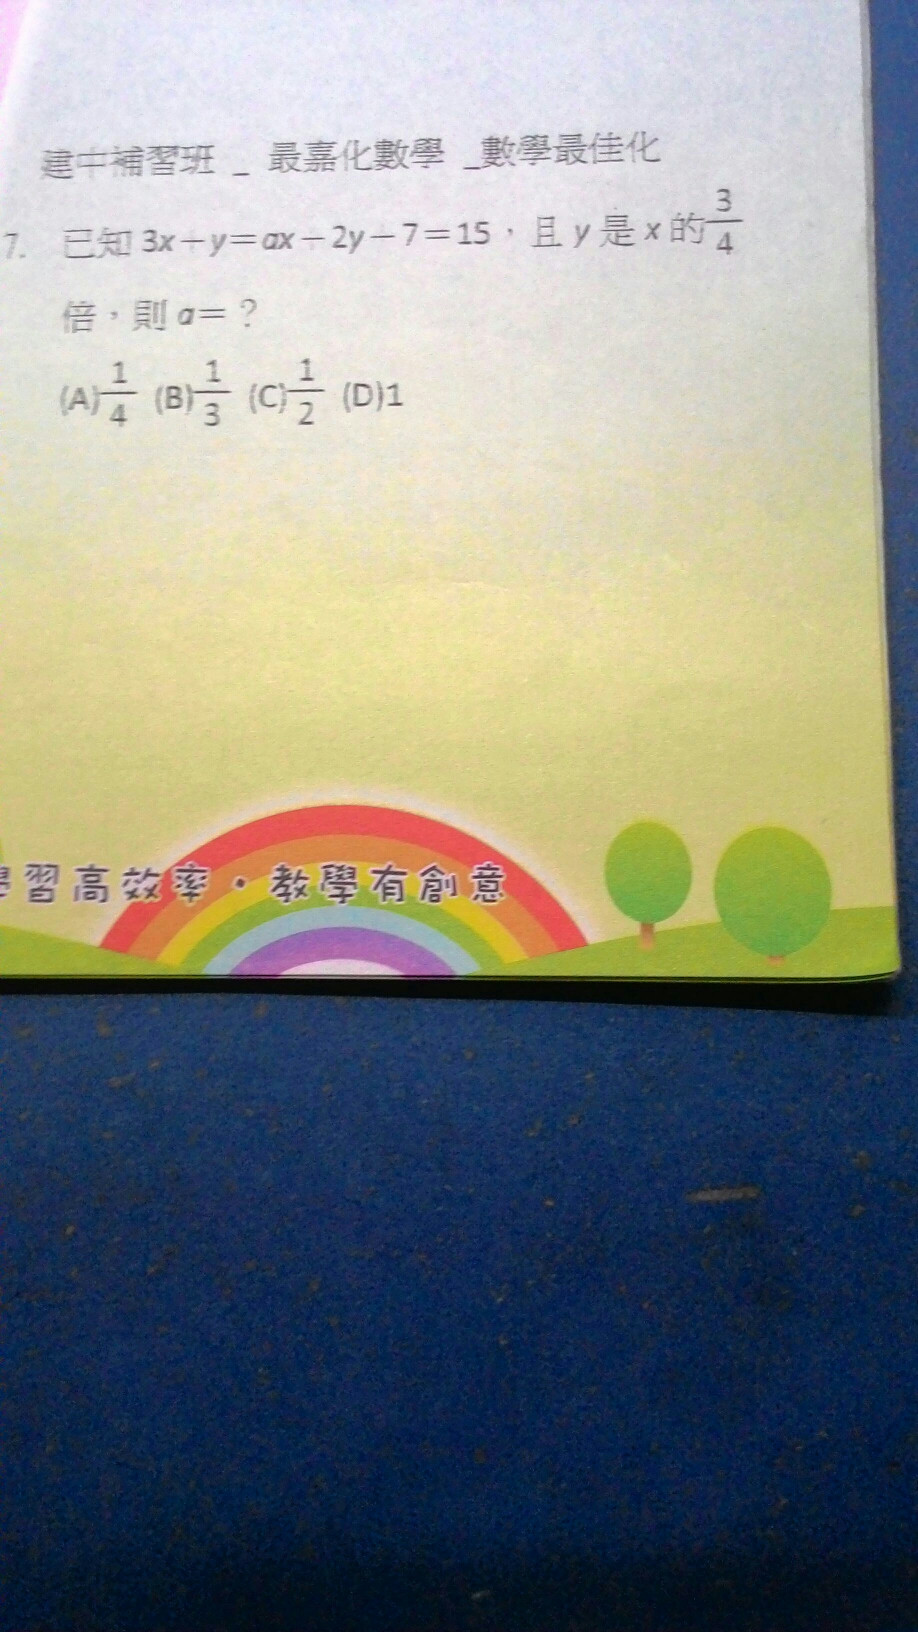 建中補習班 _ 最嘉化數學 _數學最佳化
7. 已知 3x+y=ax+2y+7=15，且 y 是 x 的 3/4
倍，則 a=？
(A) 1/4 (B) 1/3 (C) 1/2 (D)1
學習高效率・教學有創意